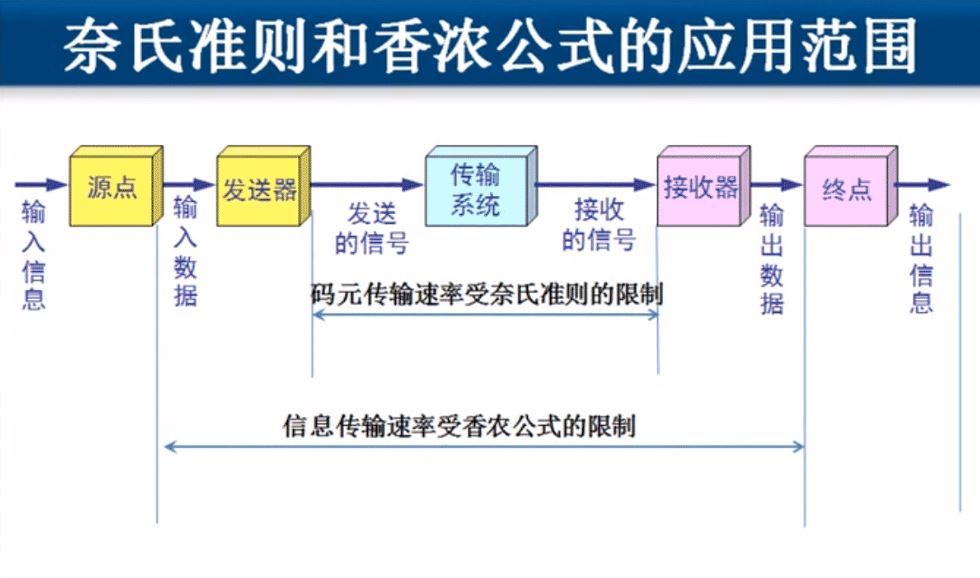 奈氏准则和香浓公式的应用范围
源点
发送器
传输
系统
接收器
终点
输入信息
输入数据
发送
的信号
接收
的信号
输出数据
输出信息
码元传输速率受奈氏准则的限制
信息传输速率受香农公式的限制